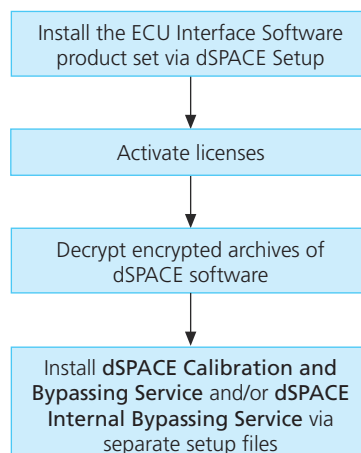 Install the ECU Interface Software
product set via dSPACE Setup
Activate licenses
Decrypt encrypted archives of
dSPACE software
Install dSPACE Calibration and
Bypassing Service and/or dSPACE
Internal Bypassing Service via
separate setup files